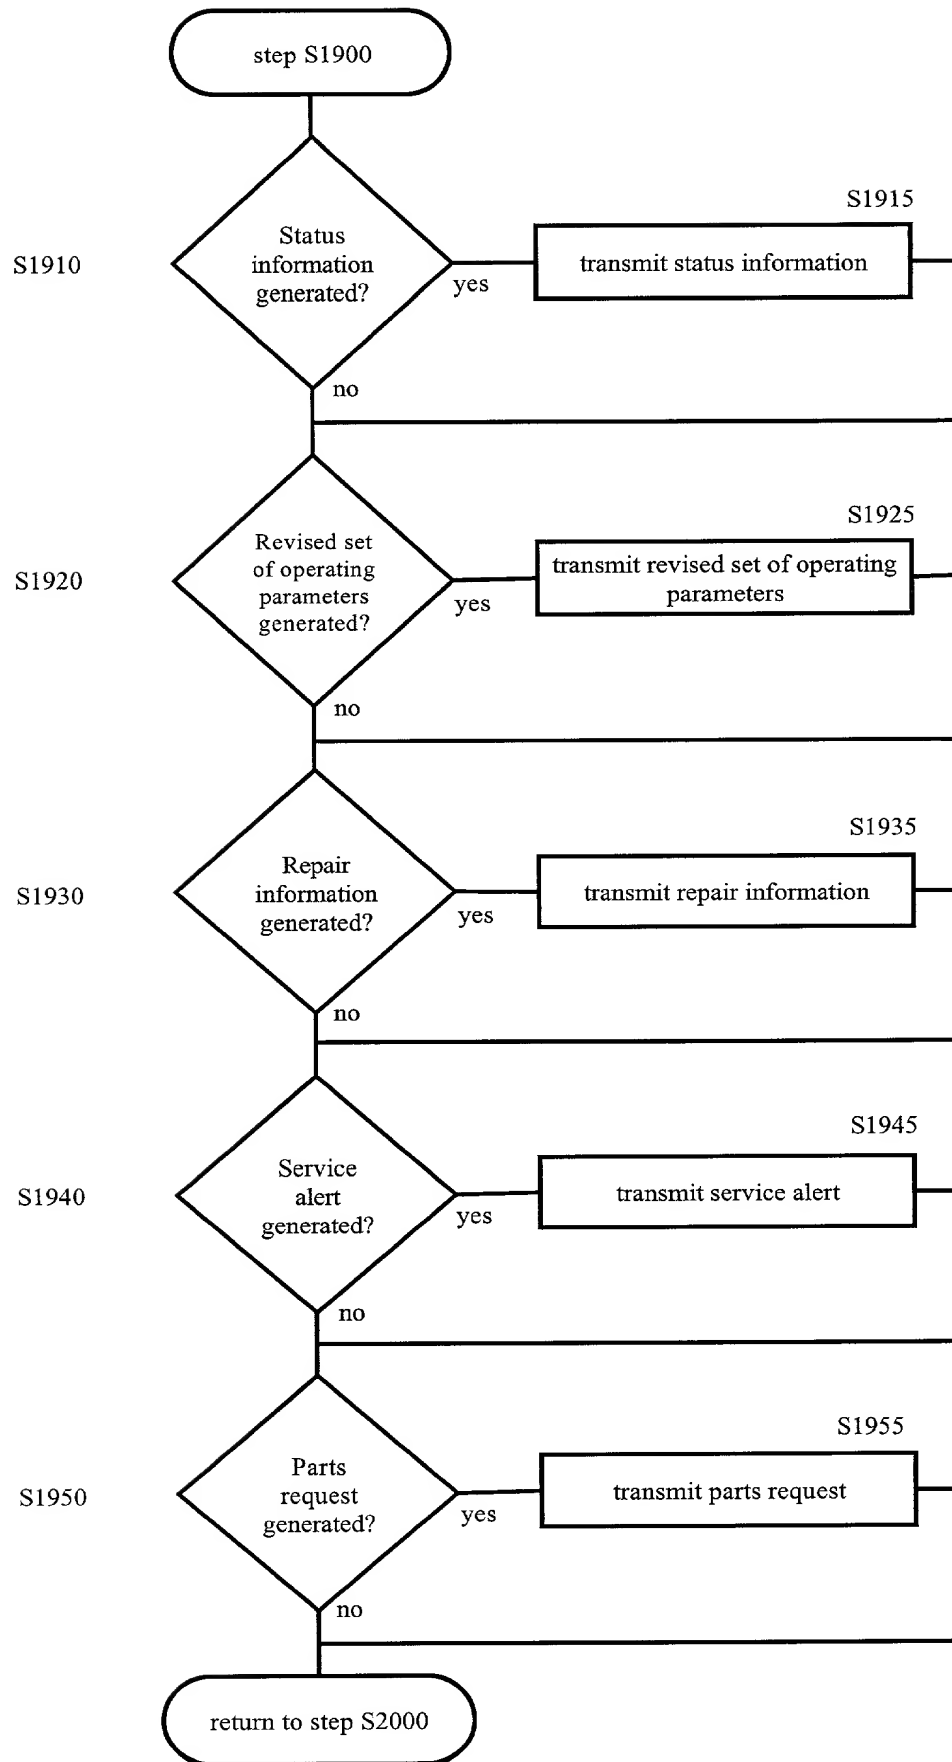 step S1900
S1915
Status
information
generated?
S1910
yes
transmit status information
no
S1925
Revised set
of operating
parameters
generated?
S1920
yes
transmit revised set of operating
parameters
no
S1935
Repair
information
generated?
S1930
yes
transmit repair information
no
S1945
Service
alert
generated?
S1940
yes
transmit service alert
no
S1955
Parts
request
generated?
S1950
yes
transmit parts request
no
return to step S2000